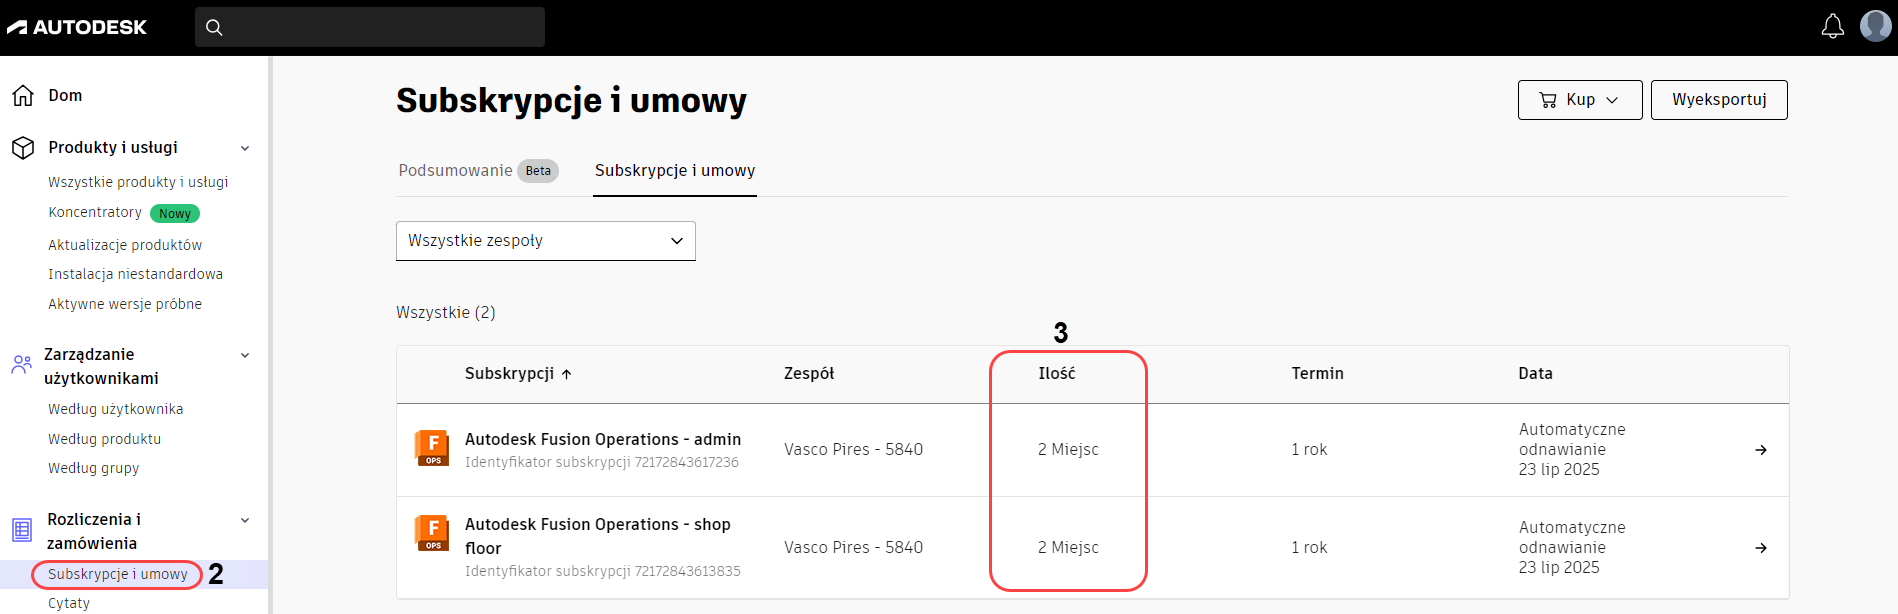 AUTODESK
Dom
Produkty i usługi
Wszystkie produkty i usługi
Koncentratory Nowy
Aktualizacje produktów
Instalacja niestandardowa
Aktywne wersje próbne
Zarządzanie
użytkownikami
Według użytkownika
Według produktu
Według grupy
Rozliczenia i
zamówienia
Subskrypcje i umowy 2
Cytaty
Subskrypcje i umowy
Kup
Wyeksportuj
Podsumowanie Beta Subskrypcje i umowy
Wszystkie zespoły
Wszystkie (2)
3
Subskrypcji ↑ Zespół Ilość Termin Data
Autodesk Fusion Operations - admin
Identyfikator subskrypcji 72172843617236
F
OPS
Vasco Pires - 5840
2 Miejsc
1 rok
Automatyczne
odnawianie
23 lip 2025
→
Autodesk Fusion Operations - shop
floor
Identyfikator subskrypcji 72172843613835
F
OPS
Vasco Pires - 5840
2 Miejsc
1 rok
Automatyczne
odnawianie
23 lip 2025
→